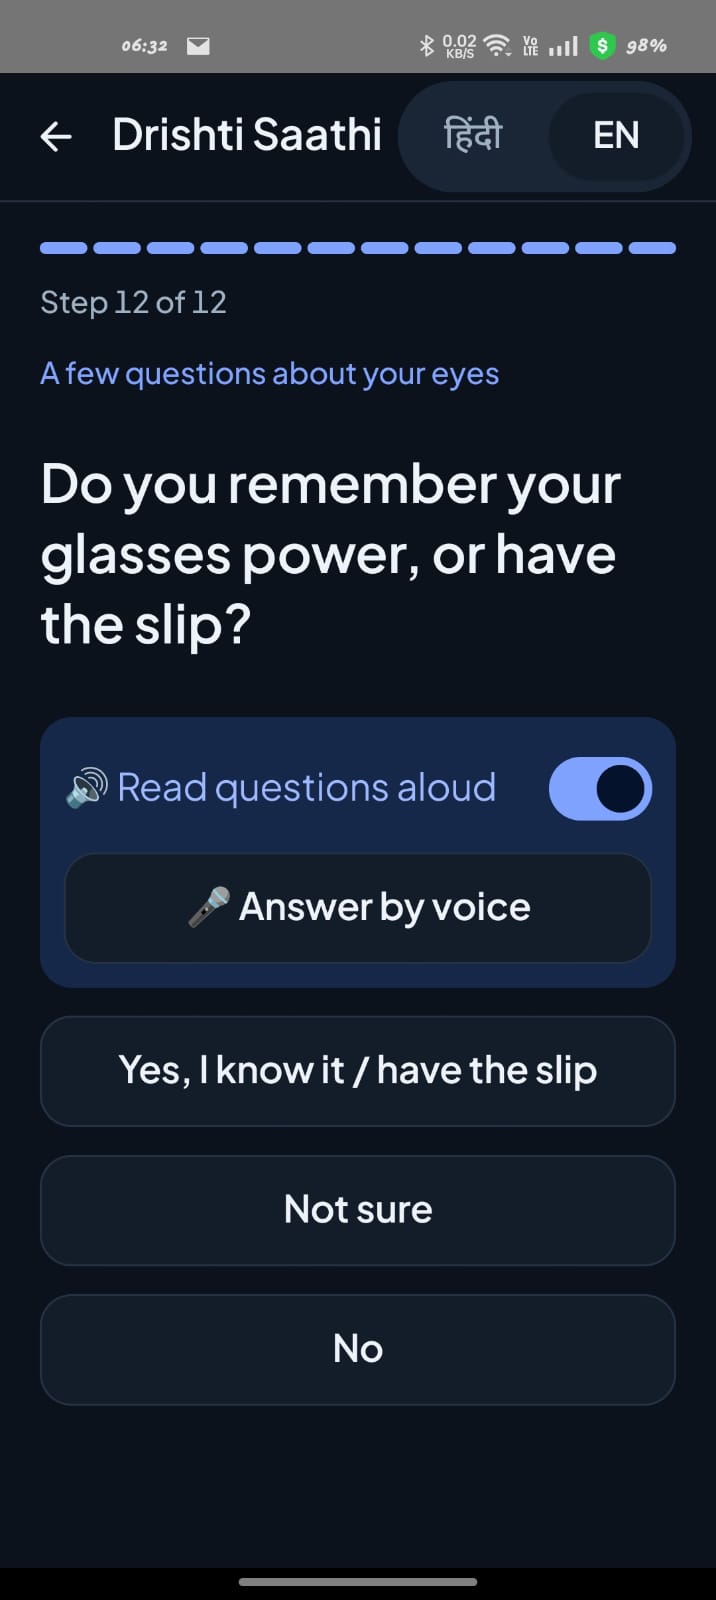 06:32 0.02 KB/S Vo LTE 98%
Drishti Saathi हिंदी EN
Step 12 of 12
A few questions about your eyes
Do you remember your
glasses power, or have
the slip?
Read questions aloud
Answer by voice
Yes, I know it / have the slip
Not sure
No